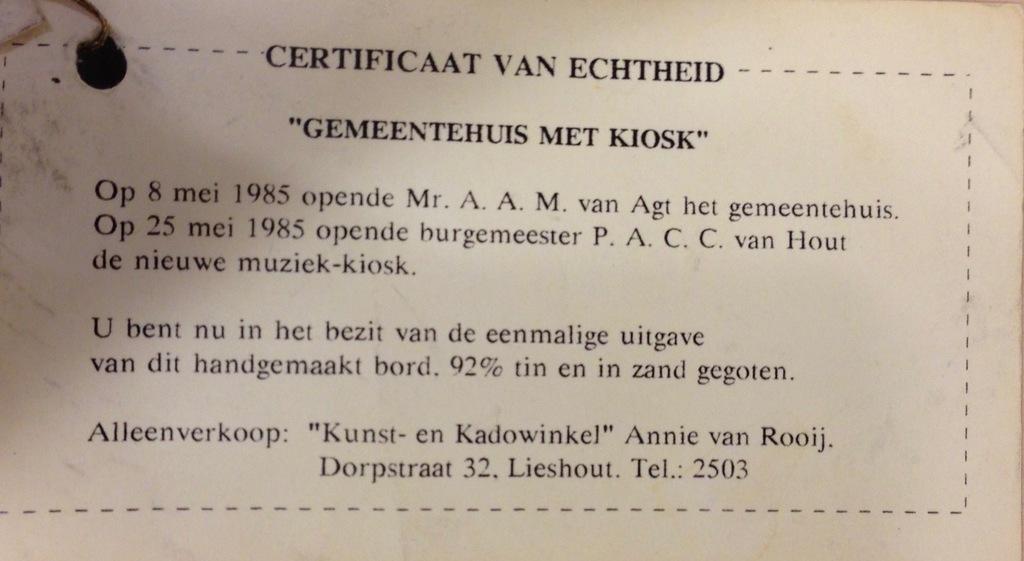 CERTIFICAAT VAN ECHTHEID
"GEMEENTEHUIS MET KIOSK"
Op 8 mei 1985 opende Mr. A. A. M. van Agt het gemeentehuis.
Op 25 mei 1985 opende burgemeester P. A. C. C. van Hout
de nieuwe muziek-kiosk.
U bent nu in het bezit van de eenmalige uitgave
van dit handgemaakt bord. 92% tin en in zand gegoten.
Alleenverkoop: "Kunst- en Kadowinkel" Annie van Rooij.
Dorpstraat 32, Lieshout. Tel.: 2503